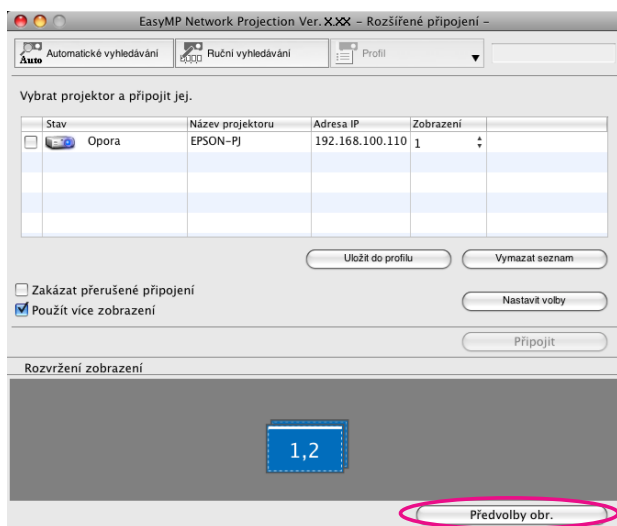 EasyMP Network Projection Ver. X.XX – Rozšířené připojení –
Auto Automatické vyhledávání Ruční vyhledávání Profil
Vybrat projektor a připojit jej.
Stav Název projektoru Adresa IP Zobrazení
Opora EPSON-PJ 192.168.100.110 1
Uložit do profilu Vymazat seznam
Zakázat přerušené připojení
Nastavit volby
Použít více zobrazení
Připojit
Rozvržení zobrazení
1,2
Předvolby obr.